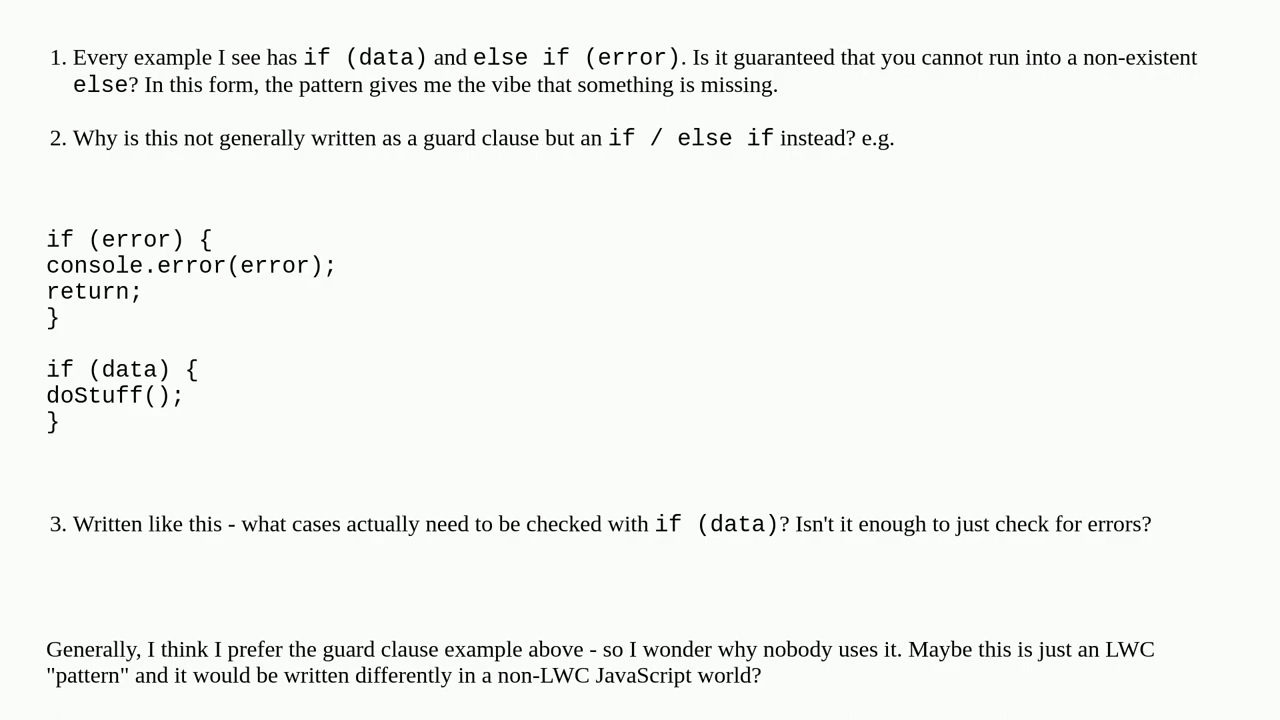 1. Every example I see has if (data) and else if (error). Is it guaranteed that you cannot run into a non-existent
else? In this form, the pattern gives me the vibe that something is missing.
2. Why is this not generally written as a guard clause but an if / else if instead? e.g.
if (error) {
console.error(error);
return;
}
if (data) {
doStuff();
}
3. Written like this - what cases actually need to be checked with if (data)? Isn't it enough to just check for errors?
Generally, I think I prefer the guard clause example above - so I wonder why nobody uses it. Maybe this is just an LWC
"pattern" and it would be written differently in a non-LWC JavaScript world?